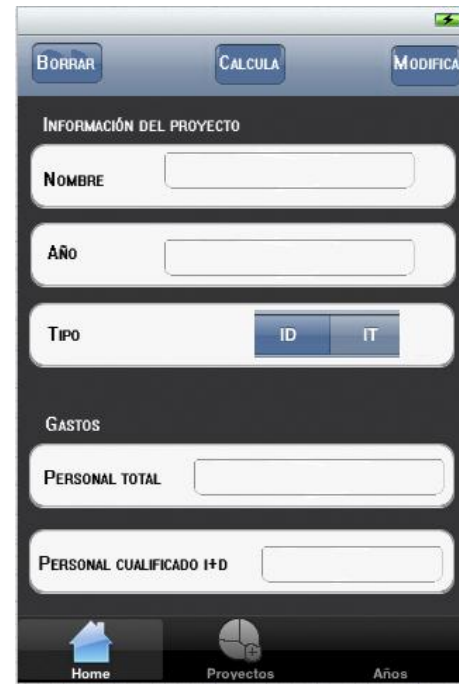 BORRAR CALCULA MODIFICA
INFORMACIÓN DEL PROYECTO
NOMBRE
AÑO
TIPO ID IT
GASTOS
PERSONAL TOTAL
PERSONAL CUALIFICADO I+D
Home Proyectos Años